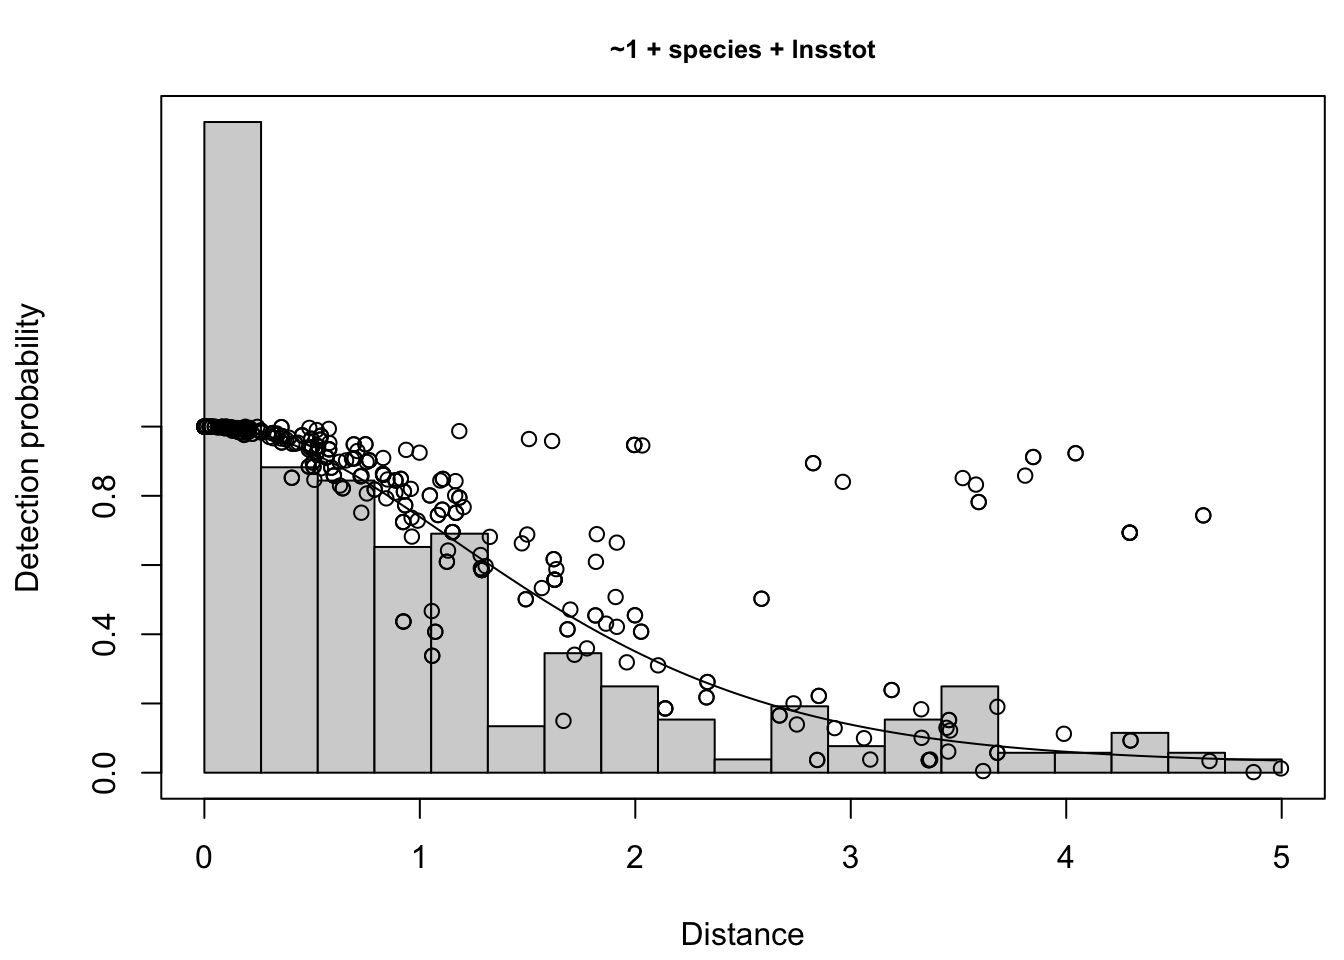 ~1 + species + lnsstot
Detection probability
0.8
0.4
0.0
0 1 2 3 4 5
Distance